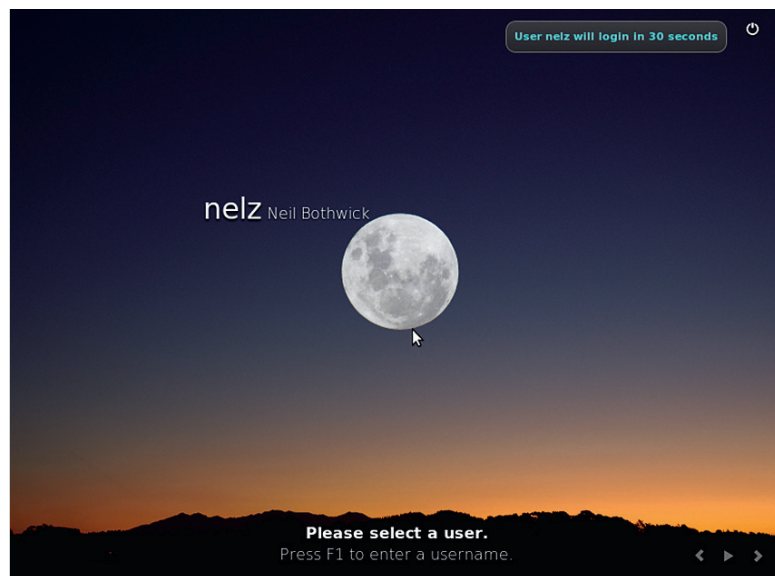 User nelz will login in 30 seconds
nelz Neil Bothwick
Please select a user.
Press F1 to enter a username.